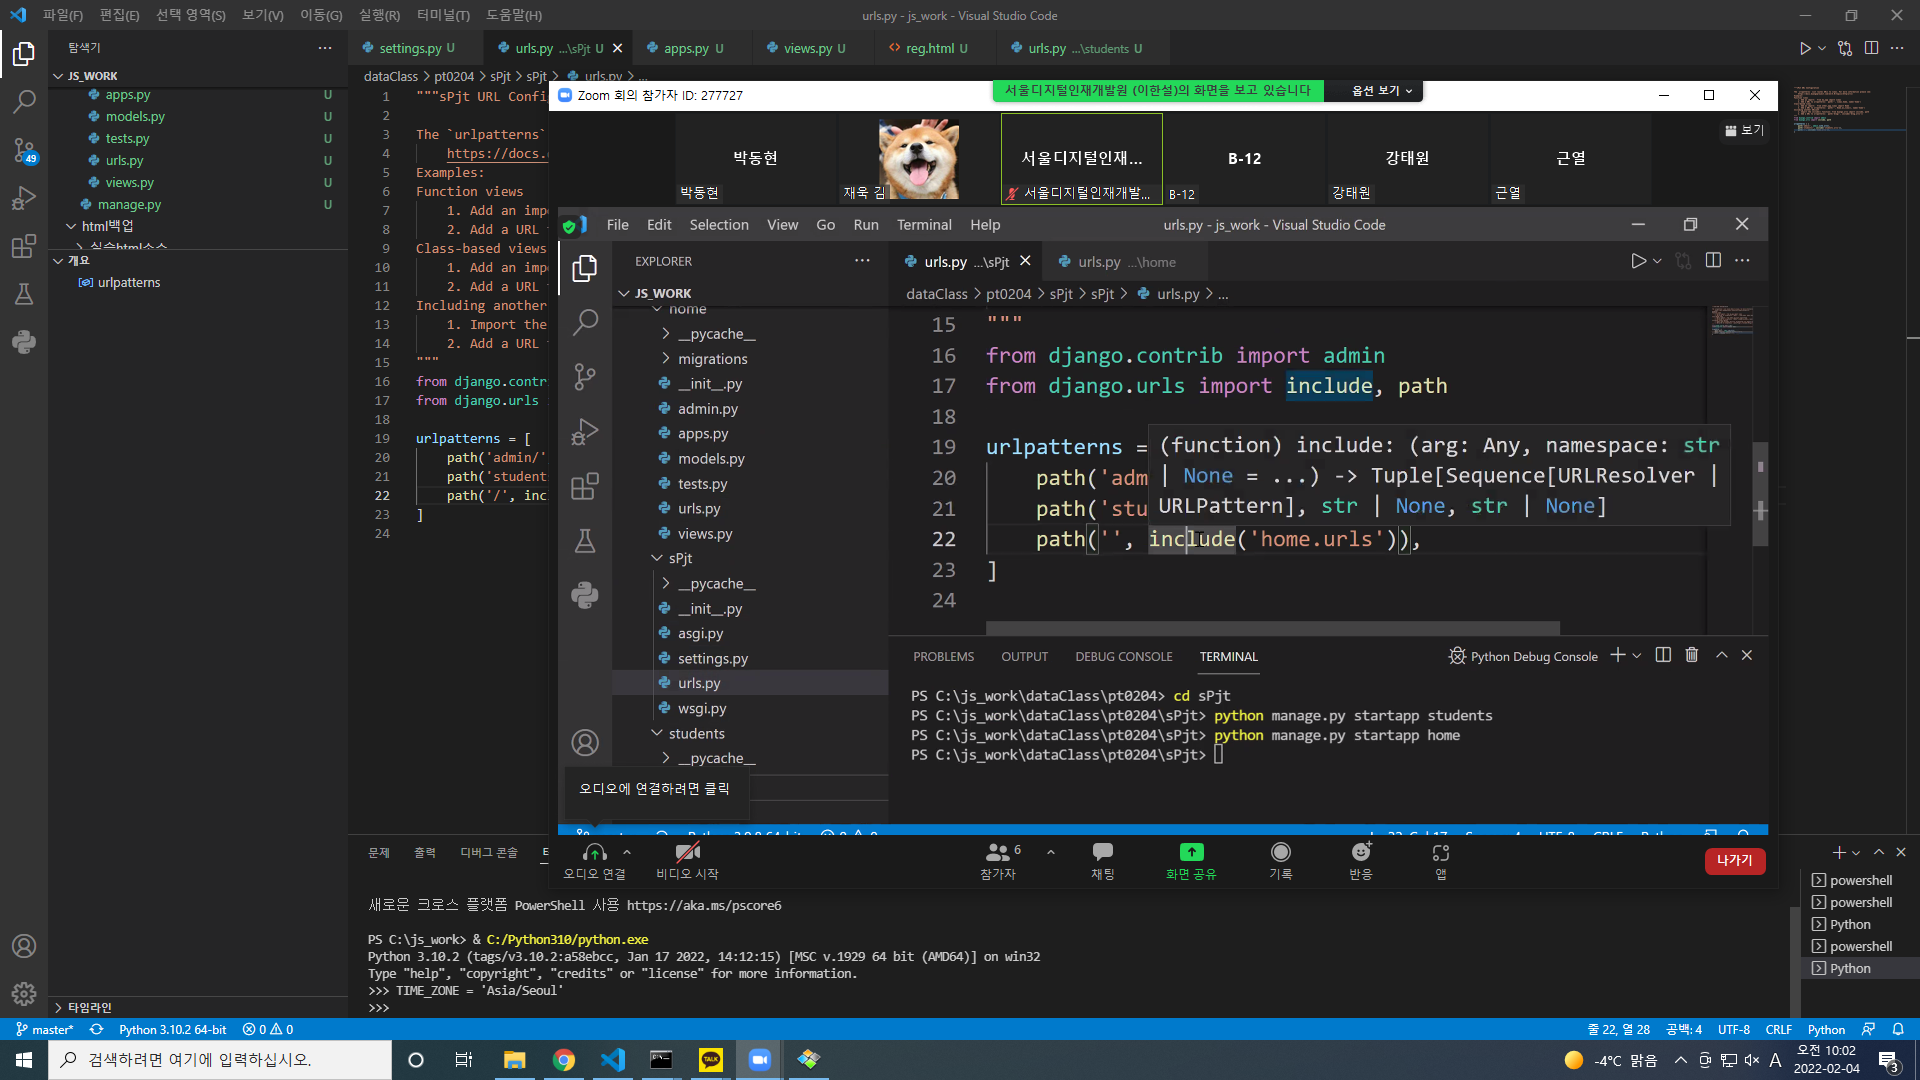 파일(F) 편집(E) 선택 영역(S) 보기(V) 이동(G) 실행(R) 터미널(T) 도움말(H)
urls.py - js_work - Visual Studio Code
탐색기
settings.py U
urls.py ...\sPjt U
apps.py U
views.py U
reg.html U
urls.py ...\students U
JS_WORK
dataClass > pt0204 > sPjt > sPjt > urls.py > ...
apps.py U
models.py U
tests.py U
urls.py U
views.py U
manage.py U
html백업
개요
urlpatterns
49
1 """sPjt URL Confi
2
3 The `urlpatterns`
4 https://docs.
5 Examples:
6 Function views
7 1. Add an imp
8 2. Add a URL
9 Class-based views
10 1. Add an imp
11 2. Add a URL
12 Including another
13 1. Import the
14 2. Add a URL
15 """
16 from django.contr
17 from django.urls
18
19 urlpatterns = [
20 path('admin/'
21 path('student
22 path('/', incl
23 ]
24
Zoom 회의 참가자 ID: 277727
서울디지털인재개발원 (이한설)의 화면을 보고 있습니다
옵션 보기
보기
박동현
박동현
재욱 김
서울디지털인재...
서울디지털인재개발...
B-12
B-12
강태원
강태원
근열
근열
File Edit Selection View Go Run Terminal Help
urls.py - js_work - Visual Studio Code
EXPLORER
urls.py ...\sPjt
urls.py ...\home
JS_WORK
dataClass > pt0204 > sPjt > sPjt > urls.py > ...
home
__pycache__
migrations
__init__.py
admin.py
apps.py
models.py
tests.py
urls.py
views.py
sPjt
__pycache__
__init__.py
asgi.py
settings.py
urls.py
wsgi.py
students
__pycache__
15 """
16 from django.contrib import admin
17 from django.urls import include, path
18
19 urlpatterns =
20 path('adm
21 path('stu
22 path('', include('home.urls')),
23 ]
24
(function) include: (arg: Any, namespace: str
| None = ...) -> Tuple[Sequence[URLResolver |
URLPattern], str | None, str | None]
PROBLEMS OUTPUT DEBUG CONSOLE TERMINAL
Python Debug Console
PS C:\js_work\dataClass\pt0204> cd sPjt
PS C:\js_work\dataClass\pt0204\sPjt> python manage.py startapp students
PS C:\js_work\dataClass\pt0204\sPjt> python manage.py startapp home
PS C:\js_work\dataClass\pt0204\sPjt>
오디오에 연결하려면 클릭
오디오 연결
비디오 시작
6
참가자
채팅
화면 공유
기록
반응
앱
나가기
문제 출력 디버그 콘솔
새로운 크로스 플랫폼 PowerShell 사용 https://aka.ms/pscore6
PS C:\js_work> & C:/Python310/python.exe
Python 3.10.2 (tags/v3.10.2:a58ebcc, Jan 17 2022, 14:12:15) [MSC v.1929 64 bit (AMD64)] on win32
Type "help", "copyright", "credits" or "license" for more information.
>>> TIME_ZONE = 'Asia/Seoul'
>>>
powershell
powershell
Python
powershell
Python
타임라인
master* Python 3.10.2 64-bit 0 0
줄 22, 열 28 공백: 4 UTF-8 CRLF Python
검색하려면 여기에 입력하십시오.
TALK
-4°C 맑음
A
오전 10:02
2022-02-04
3